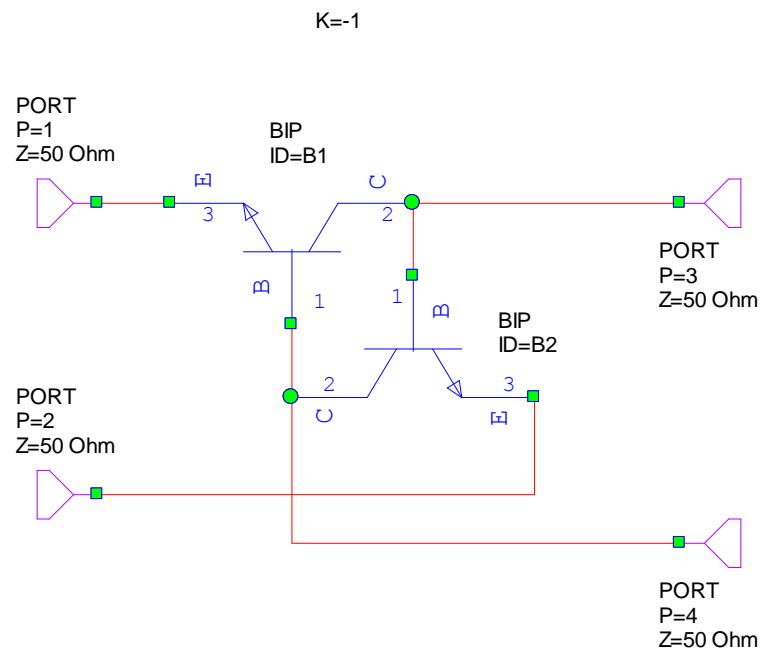 K=-1
PORT
P=1
Z=50 Ohm
BIP
ID=B1
E
3
C
2
B
1
PORT
P=3
Z=50 Ohm
1
B
BIP
ID=B2
2
C
3
E
PORT
P=2
Z=50 Ohm
PORT
P=4
Z=50 Ohm